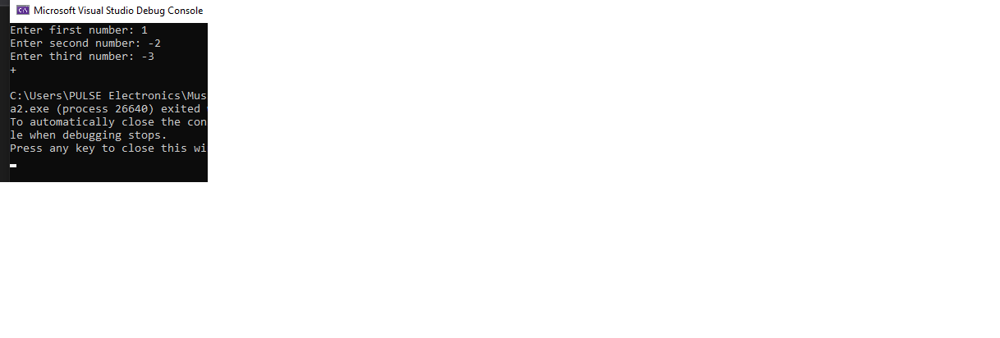 Microsoft Visual Studio Debug Console
Enter first number: 1
Enter second number: -2
Enter third number: -3
+
C:\Users\PULSE Electronics\Mus
a2.exe (process 26640) exited
To automatically close the con
le when debugging stops.
Press any key to close this wi